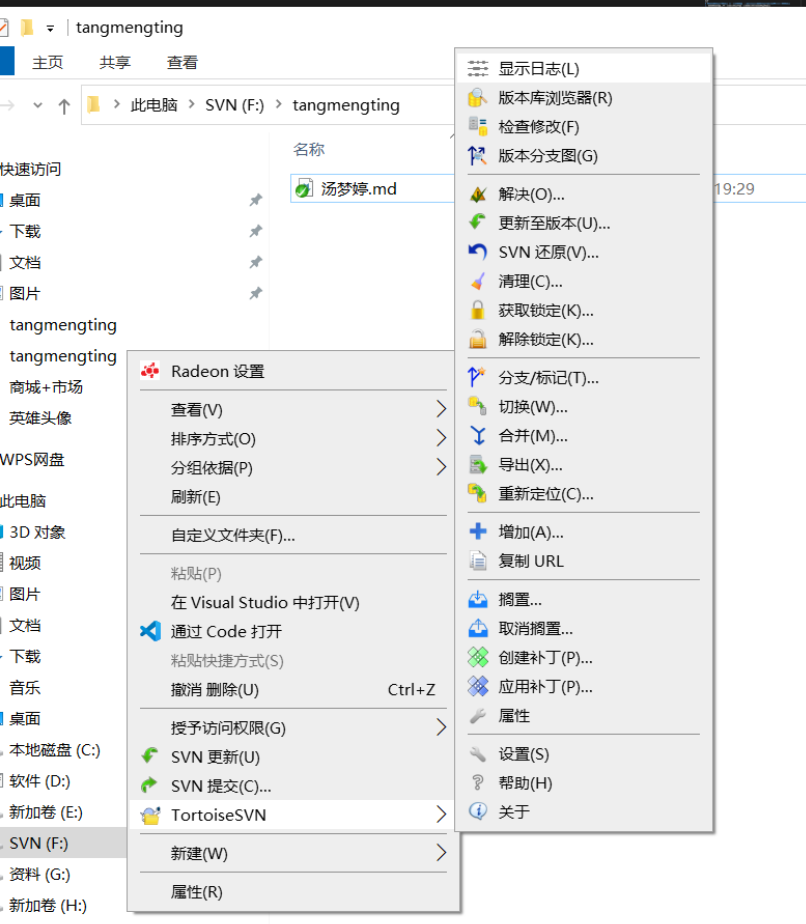 tangmengting
主页 共享 查看
此电脑 SVN (F:) tangmengting
名称
汤梦婷.md
19:29
快速访问
桌面
下载
文档
图片
tangmengting
tangmengting
商城+市场
英雄头像
WPS网盘
此电脑
3D 对象
视频
图片
文档
下载
音乐
桌面
本地磁盘 (C:)
软件 (D:)
新加卷 (E:)
SVN (F:)
资料 (G:)
新加卷 (H:)
Radeon 设置
查看(V)
排序方式(O)
分组依据(P)
刷新(E)
自定义文件夹(F)...
粘贴(P)
在 Visual Studio 中打开(V)
通过 Code 打开
粘贴快捷方式(S)
撤消 删除(U) Ctrl+Z
授予访问权限(G)
SVN 更新(U)
SVN 提交(C)...
TortoiseSVN
新建(W)
属性(R)
显示日志(L)
版本库浏览器(R)
检查修改(F)
版本分支图(G)
解决(O)...
更新至版本(U)...
SVN 还原(V)...
清理(C)...
获取锁定(K)...
解除锁定(K)...
分支/标记(T)...
切换(W)...
合并(M)...
导出(X)...
重新定位(C)...
增加(A)...
复制 URL
搁置...
取消搁置...
创建补丁(P)...
应用补丁(P)...
属性
设置(S)
帮助(H)
关于